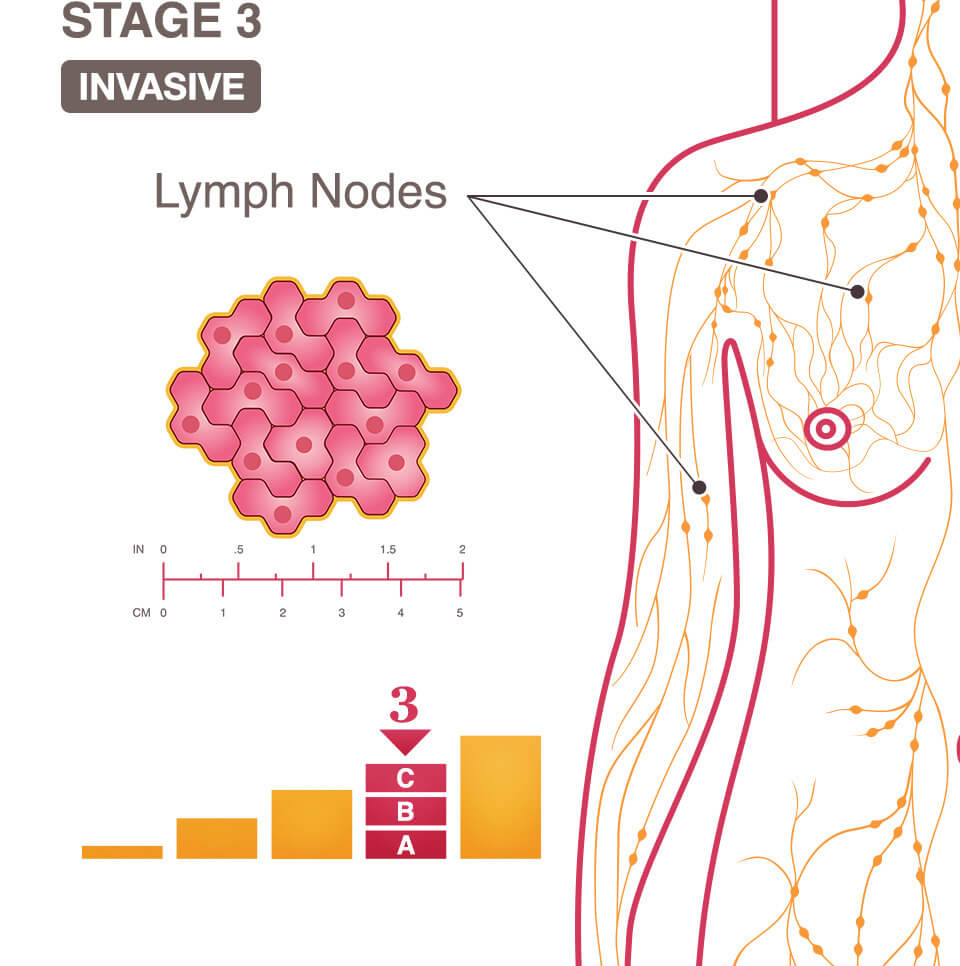 STAGE 3
INVASIVE
Lymph Nodes
IN 0 .5 1 1.5 2
CM 0 1 2 3 4 5
3
C
B
A